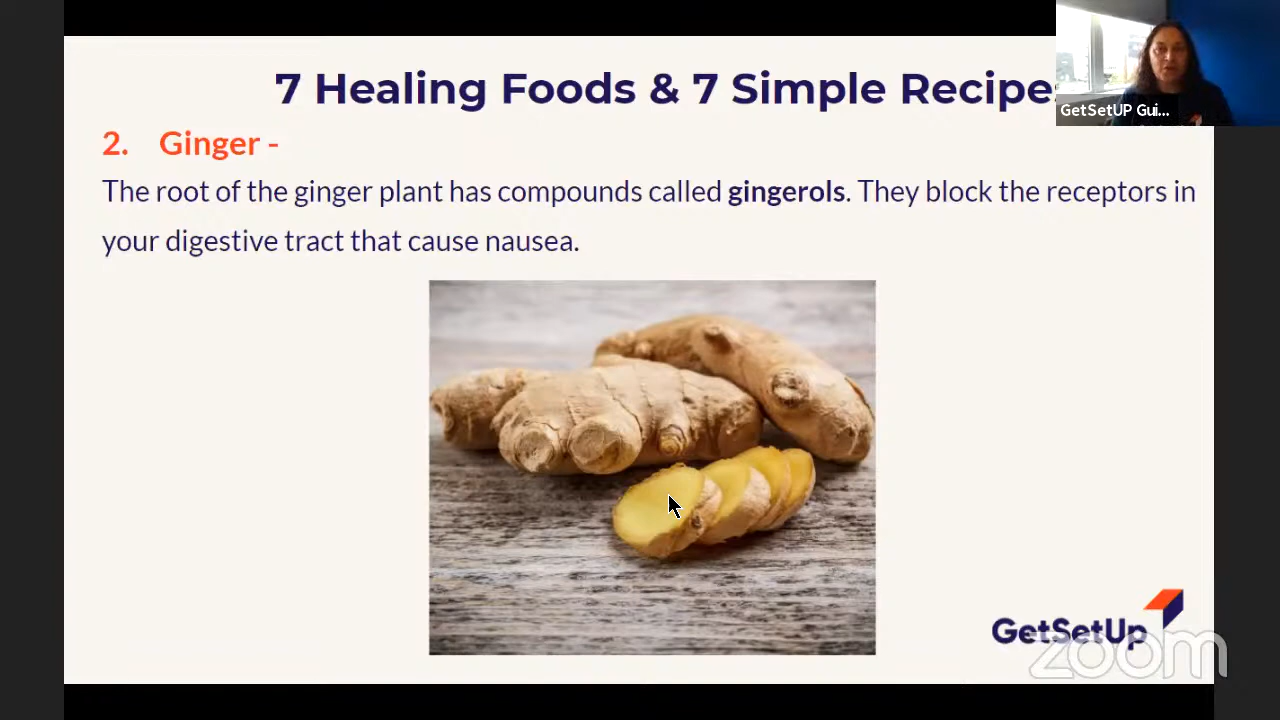 7 Healing Foods & 7 Simple Recipe
GetSetUP Gui...
2. Ginger -
The root of the ginger plant has compounds called gingerols. They block the receptors in
your digestive tract that cause nausea.
GetSetUp
zoom